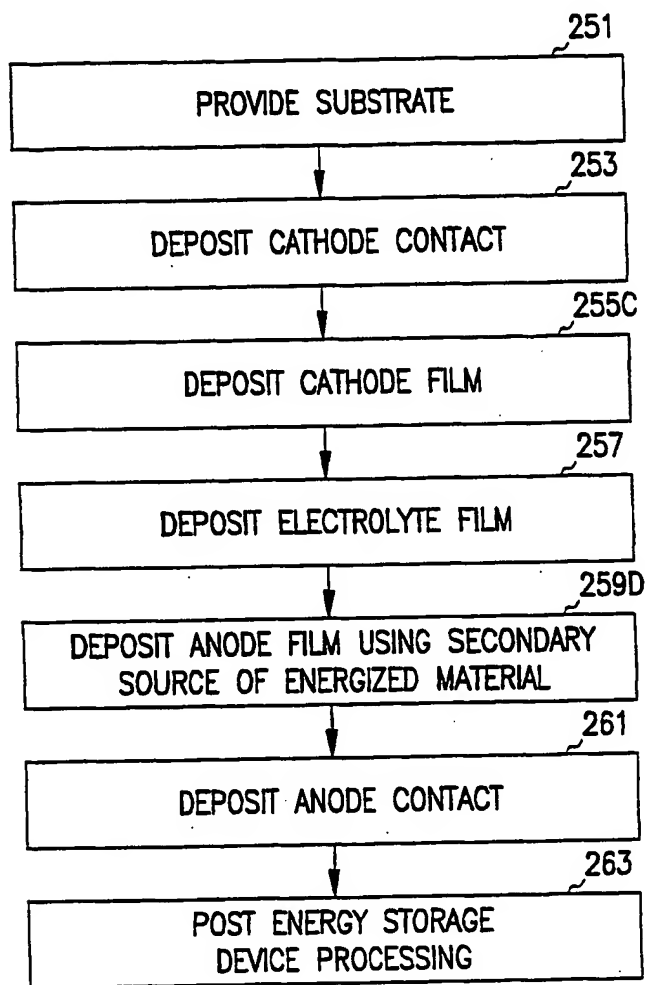 251
PROVIDE SUBSTRATE
253
DEPOSIT CATHODE CONTACT
255C
DEPOSIT CATHODE FILM
257
DEPOSIT ELECTROLYTE FILM
259D
DEPOSIT ANODE FILM USING SECONDARY
SOURCE OF ENERGIZED MATERIAL
261
DEPOSIT ANODE CONTACT
263
POST ENERGY STORAGE
DEVICE PROCESSING